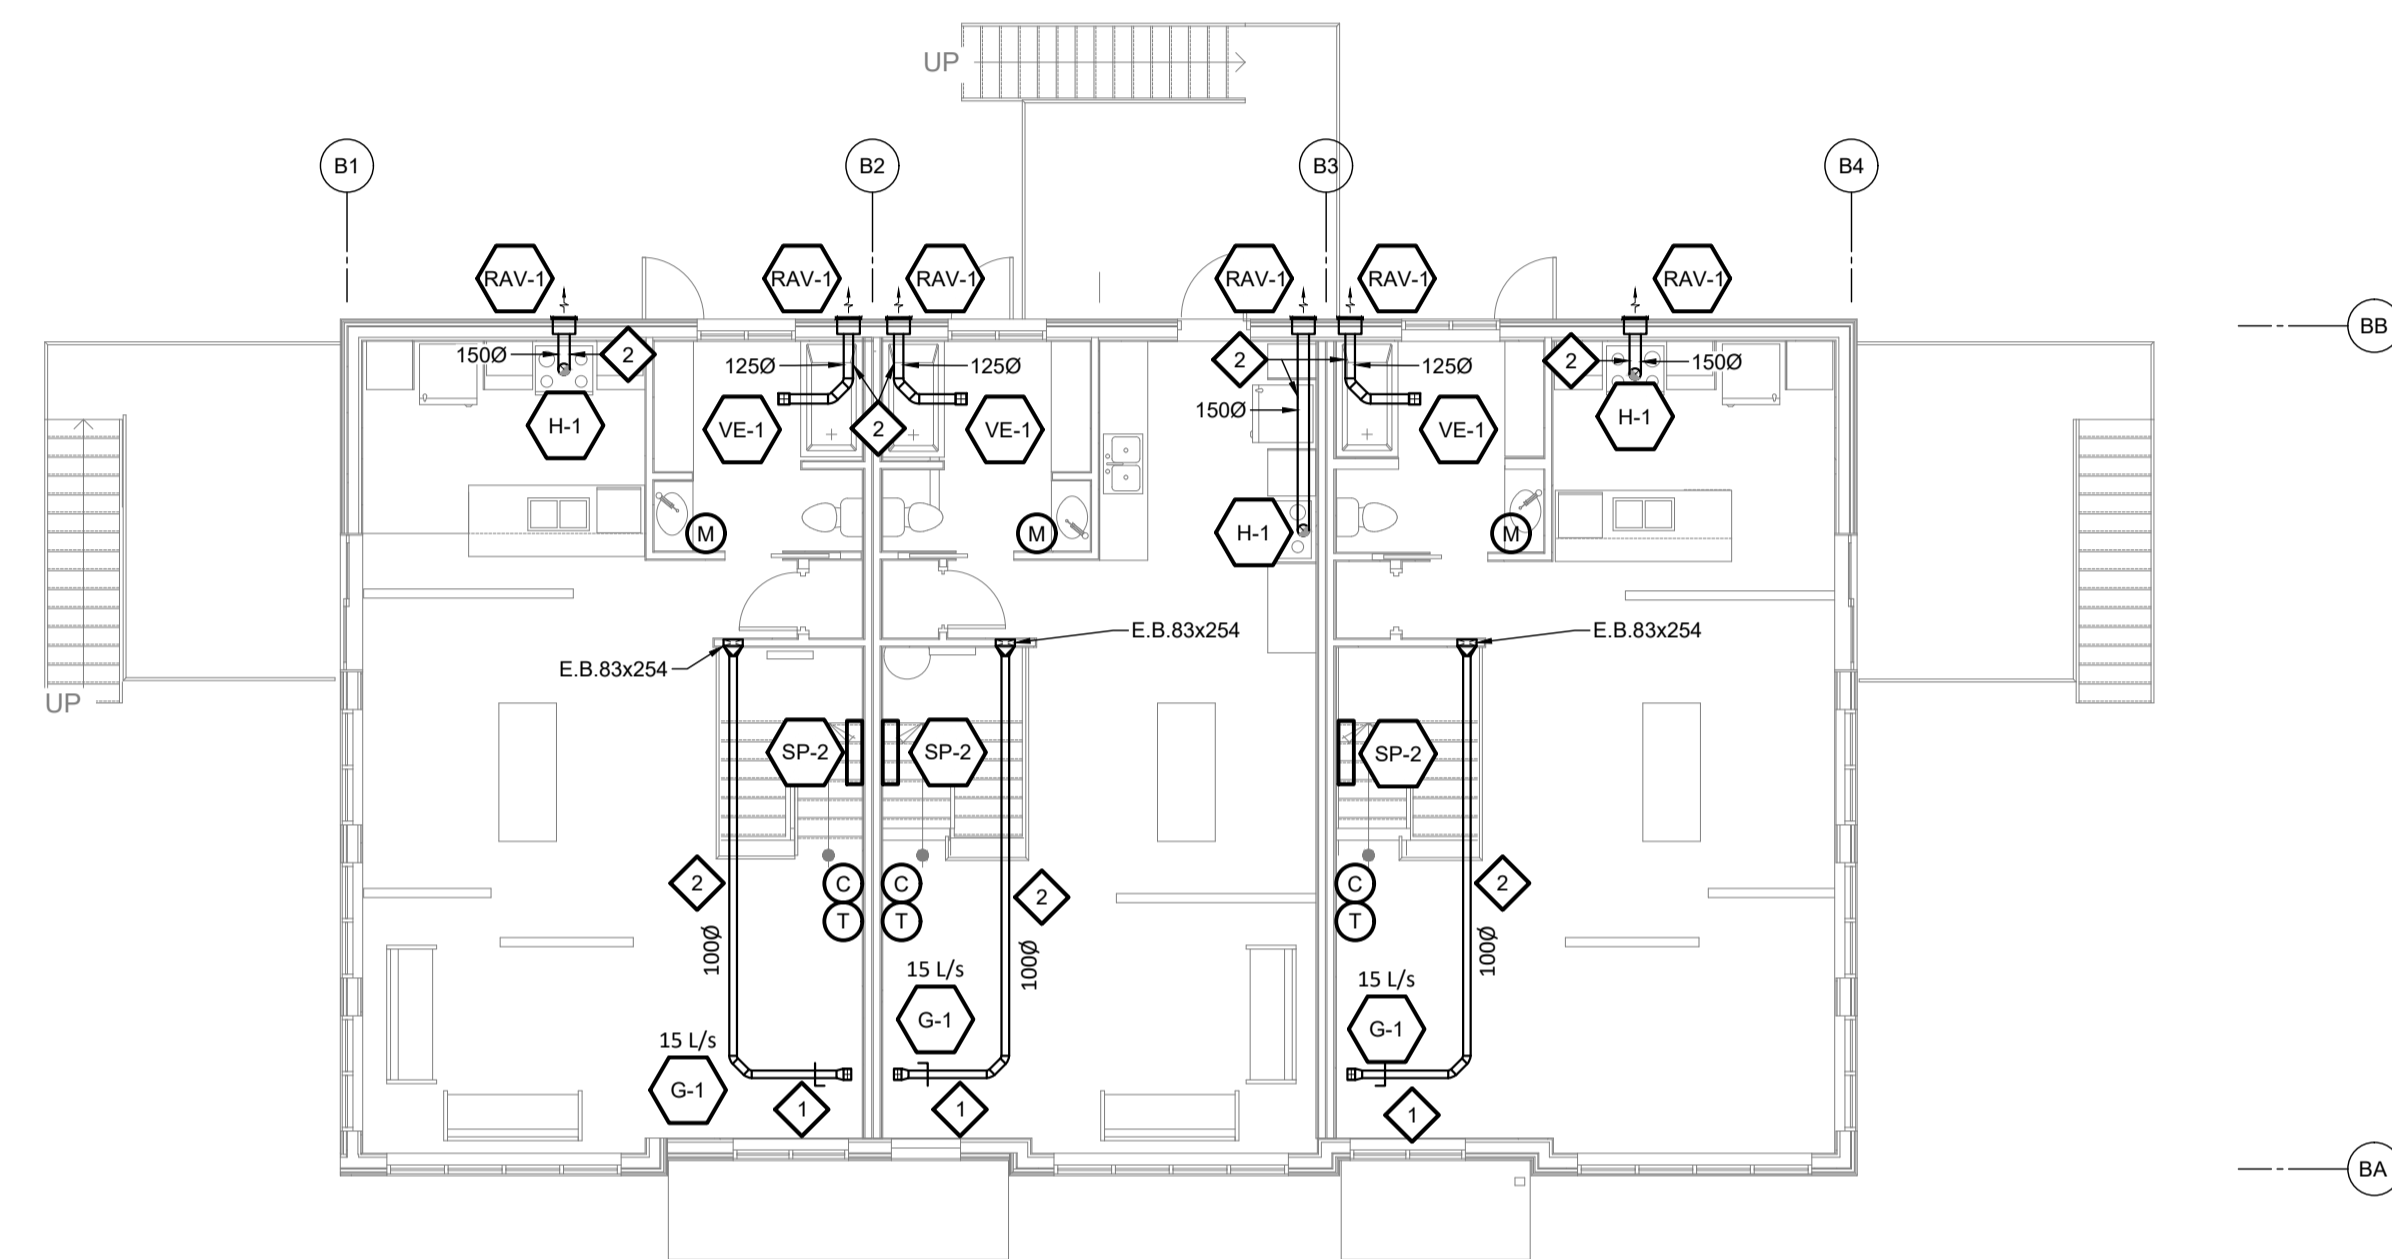 UP
B1
B2
B3
B4
RAV-1
RAV-1
RAV-1
RAV-1
RAV-1
RAV-1
BB
150Ø
2
125Ø
125Ø
2
125Ø
2
150Ø
150Ø
H-1
VE-1
2
VE-1
VE-1
H-1
M
M
H-1
M
E.B.83x254
E.B.83x254
E.B.83x254
UP
SP-2
SP-2
SP-2
2
C
C
2
C
2
T
T
T
100Ø
100Ø
100Ø
15 L/s
15 L/s
G-1
G-1
15 L/s
G-1
1
1
1
BA